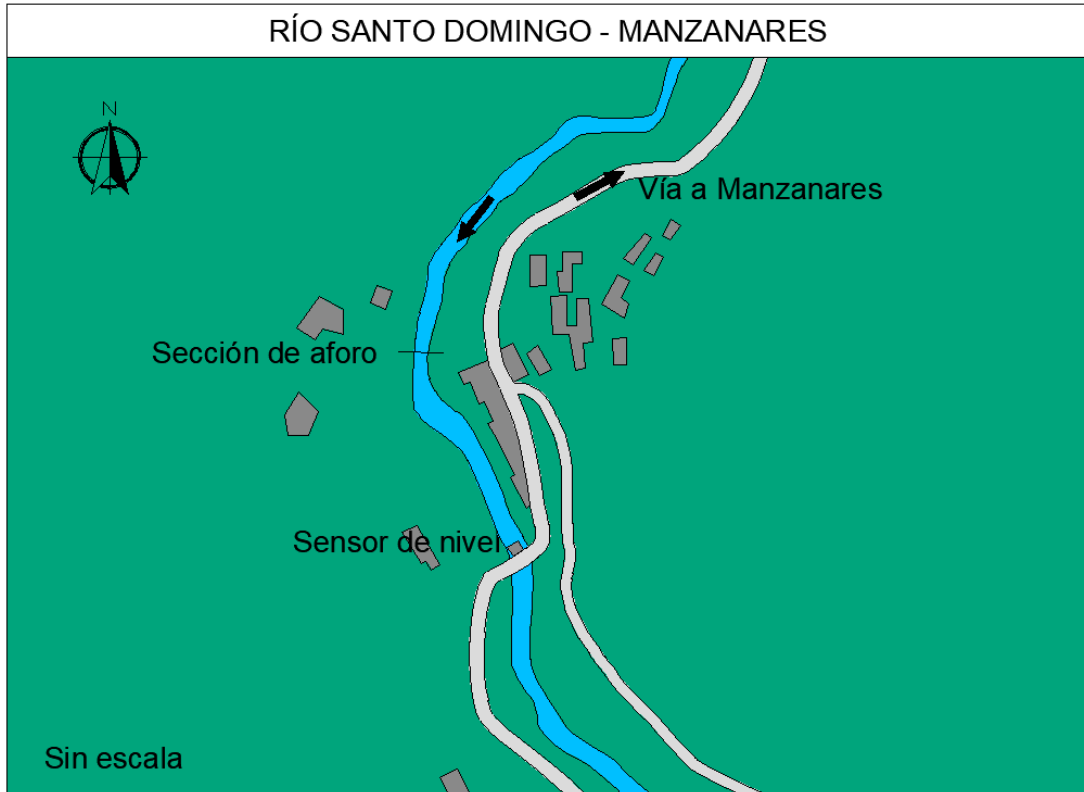 RÍO SANTO DOMINGO - MANZANARES
N
Vía a Manzanares
Sección de aforo
Sensor de nivel
Sin escala